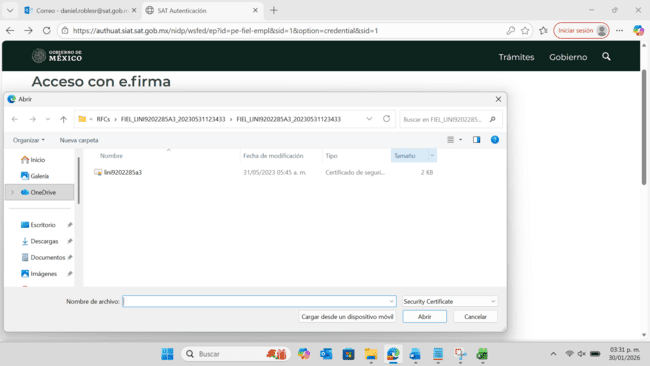 Correo - daniel.roblesr@sat.gob.m
SAT Autenticación
https://authuat.siat.sat.gob.mx/nidp/wsfed/ep?id=pe-fiel-empl&sid=1&option=credential&sid=1
Iniciar sesión
GOBIERNO DE
MÉXICO
Trámites
Gobierno
Acceso con e.firma
Abrir
RFCs > FIEL_LINI9202285A3_20230531123433 > FIEL_LINI9202285A3_20230531123433
Buscar en FIEL_LINI9202285...
Organizar
Nueva carpeta
Nombre
Fecha de modificación
Tipo
Tamaño
Inicio
Galería
OneDrive
Escritorio
Descargas
Documentos
Imágenes
lini9202285a3
31/05/2023 05:45 a. m.
Certificado de seguri...
2 KB
Nombre de archivo:
Security Certificate
Cargar desde un dispositivo móvil
Abrir
Cancelar
Buscar
03:31 p. m.
30/01/2026